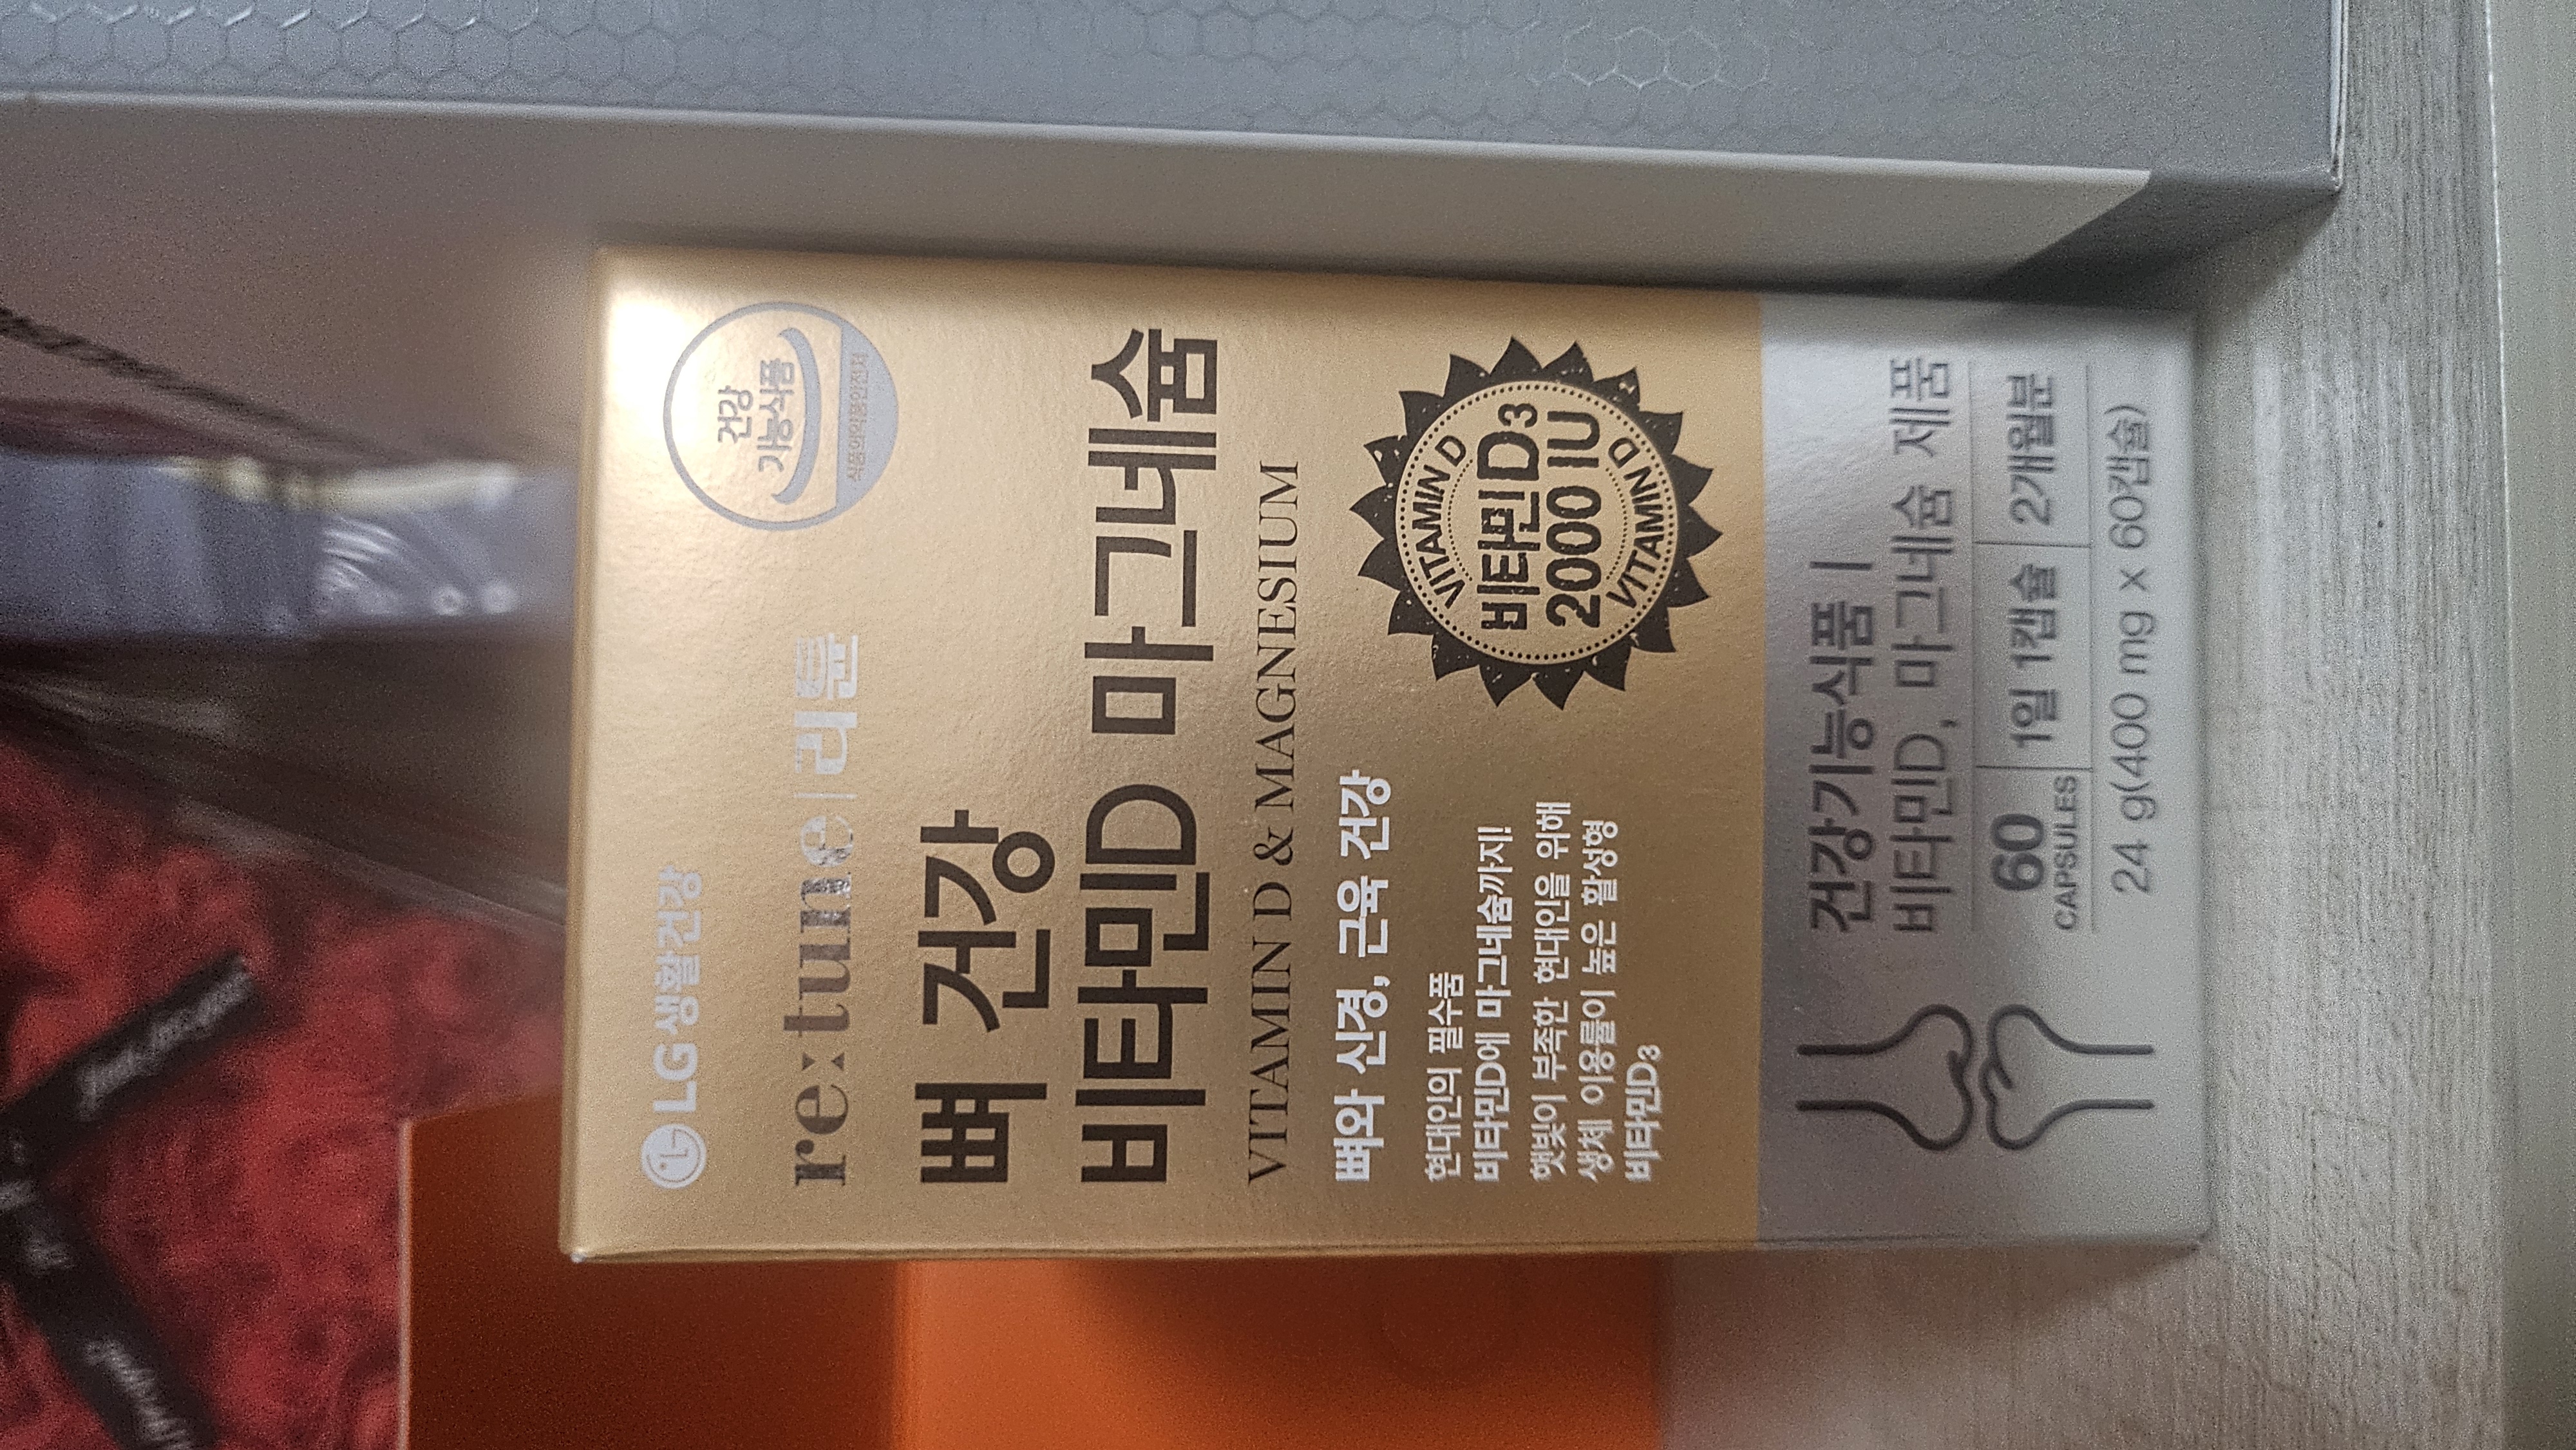 LG생활건강
건강
기능식품
식품의약품안전처
re:tune | 리튠
뼈 건강
비타민D 마그네슘
VITAMIN D & MAGNESIUM
뼈와 신경, 근육 건강
현대인의 필수품
비타민D에 마그네슘까지!
햇빛이 부족한 현대인을 위해
생체 이용률이 높은 활성형
비타민D3
VITAMIN D
비타민D3
2000 IU
VITAMIN D
건강기능식품 |
비타민D, 마그네슘 제품
60
CAPSULES
1일 1캡슐
2개월분
24 g(400 mg x 60캡슐)